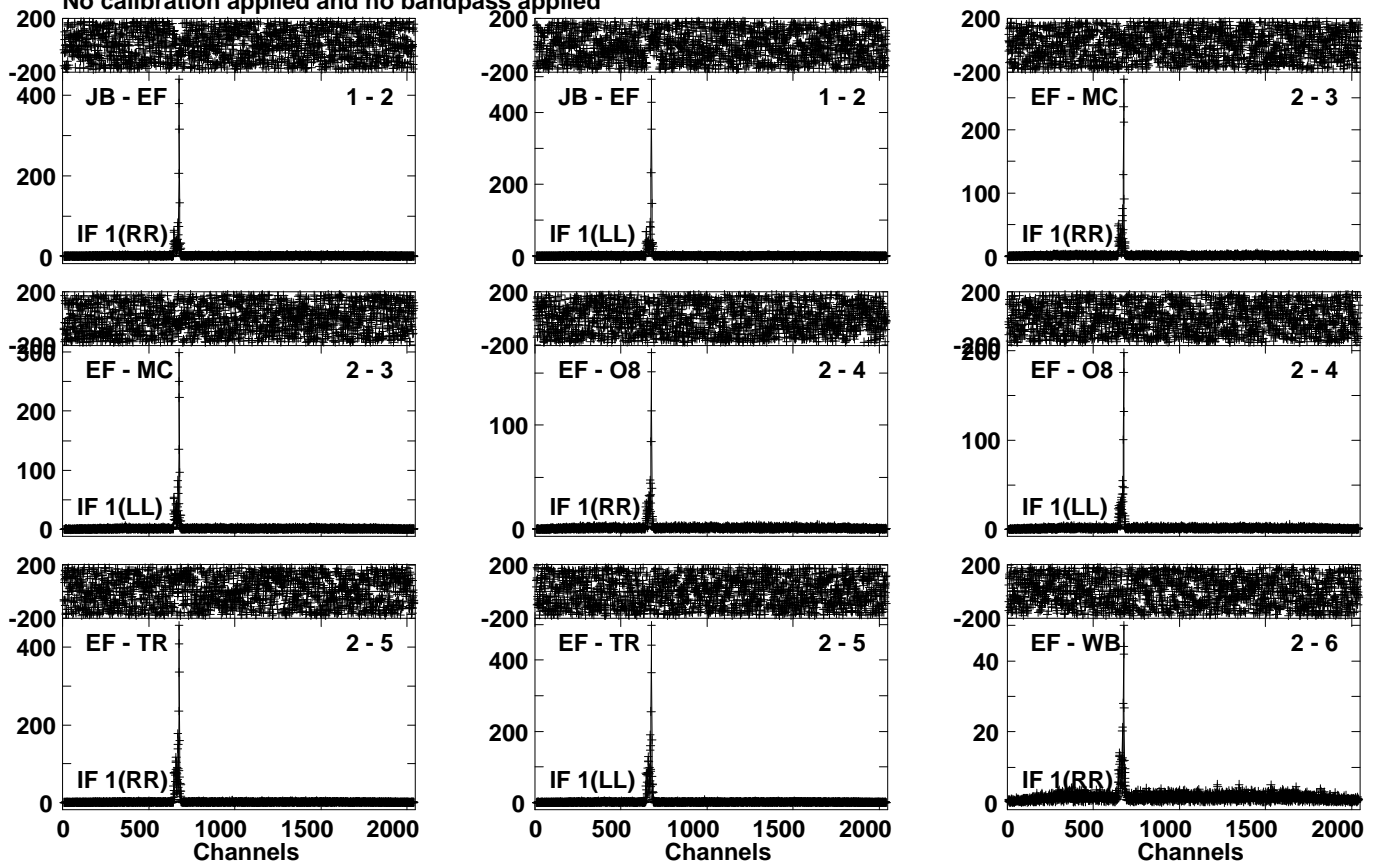 No calibration applied and no bandpass applied
200
-200
400
200
0
JB - EF 1 - 2
IF 1(RR)
200
-200
400
200
0
JB - EF 1 - 2
IF 1(LL)
200
-200
200
100
0
EF - MC 2 - 3
IF 1(RR)
200
-200
300
200
100
0
EF - MC 2 - 3
IF 1(LL)
200
-200
100
0
EF - O8 2 - 4
IF 1(RR)
200
-200
200
100
0
EF - O8 2 - 4
IF 1(LL)
200
-200
400
200
0
EF - TR 2 - 5
IF 1(RR)
0 500 1000 1500 2000
Channels
200
-200
400
200
0
EF - TR 2 - 5
IF 1(LL)
0 500 1000 1500 2000
Channels
200
-200
40
20
0
EF - WB 2 - 6
IF 1(RR)
0 500 1000 1500 2000
Channels